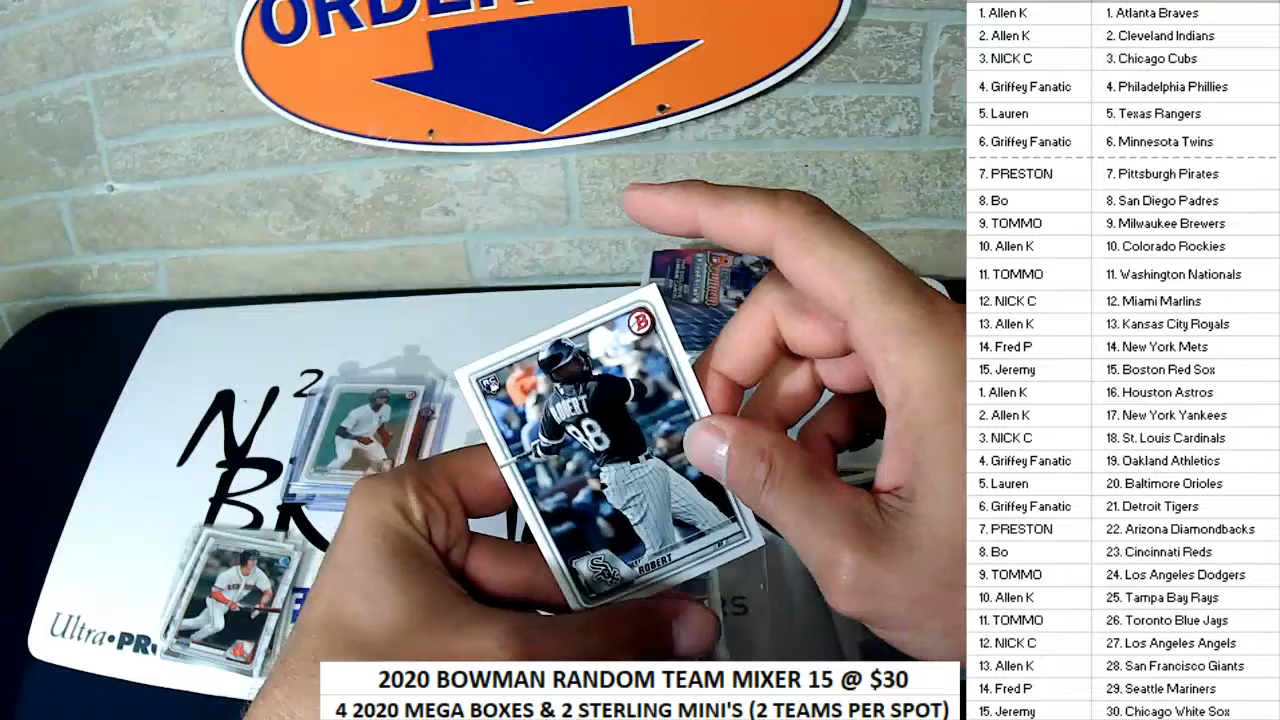 ORDER
1. Allen K 1. Atlanta Braves
2. Allen K 2. Cleveland Indians
3. NICK C 3. Chicago Cubs
4. Griffey Fanatic 4. Philadelphia Phillies
5. Lauren 5. Texas Rangers
6. Griffey Fanatic 6. Minnesota Twins
7. PRESTON 7. Pittsburgh Pirates
8. Bo 8. San Diego Padres
9. TOMMO 9. Milwaukee Brewers
10. Allen K 10. Colorado Rockies
11. TOMMO 11. Washington Nationals
12. NICK C 12. Miami Marlins
13. Allen K 13. Kansas City Royals
14. Fred P 14. New York Mets
15. Jeremy 15. Boston Red Sox
1. Allen K 16. Houston Astros
2. Allen K 17. New York Yankees
3. NICK C 18. St. Louis Cardinals
4. Griffey Fanatic 19. Oakland Athletics
5. Lauren 20. Baltimore Orioles
6. Griffey Fanatic 21. Detroit Tigers
7. PRESTON 22. Arizona Diamondbacks
8. Bo 23. Cincinnati Reds
9. TOMMO 24. Los Angeles Dodgers
10. Allen K 25. Tampa Bay Rays
11. TOMMO 26. Toronto Blue Jays
12. NICK C 27. Los Angeles Angels
13. Allen K 28. San Francisco Giants
14. Fred P 29. Seattle Mariners
15. Jeremy 30. Chicago White Sox
Bowman
B
RC
ROBERT
88
Sox
ROBERT
N 2
BR
Ultra•PR
RS
2020 BOWMAN RANDOM TEAM MIXER 15 @ $30
4 2020 MEGA BOXES & 2 STERLING MINI'S (2 TEAMS PER SPOT)